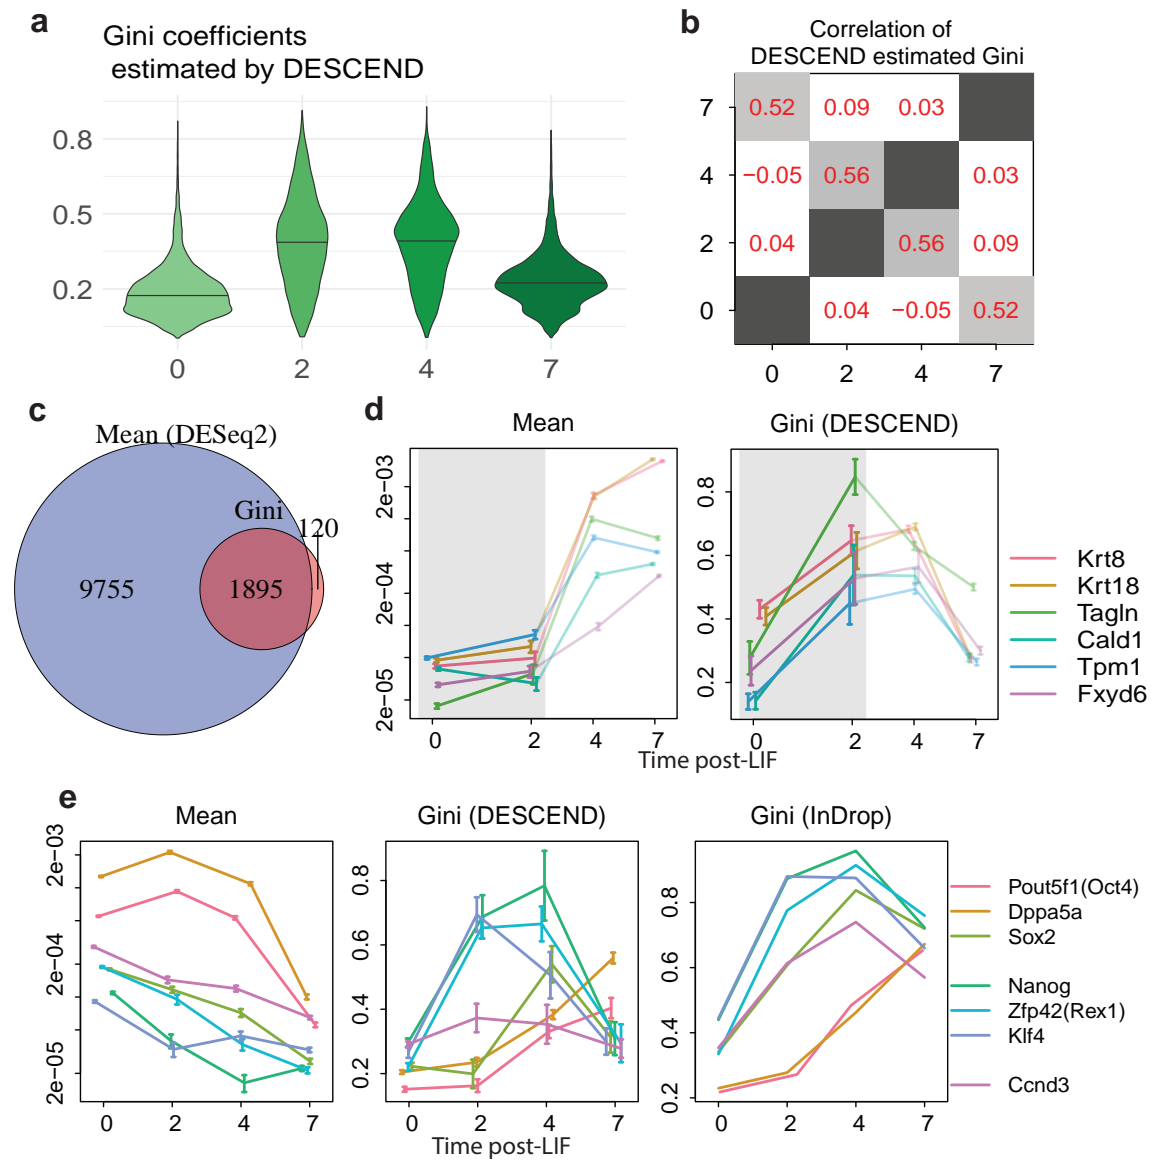 a
Gini coefficients
estimated by DESCEND
0.8
0.5
0.2
0 2 4 7
b
Correlation of
DESCEND estimated Gini
7 0.52 0.09 0.03
4 −0.05 0.56 0.03
2 0.04 0.56 0.09
0 0.04 −0.05 0.52
0 2 4 7
c
Mean (DESeq2)
Gini
120
9755
1895
d
Mean
2e−03
2e−04
2e−05
0 2 4 7
Gini (DESCEND)
0.8
0.6
0.4
0.2
0 2 4 7
Time post-LIF
Krt8
Krt18
Tagln
Cald1
Tpm1
Fxyd6
e
Mean
2e−03
2e−04
2e−05
0 2 4 7
Gini (DESCEND)
0.8
0.6
0.4
0.2
0 2 4 7
Time post-LIF
Gini (InDrop)
0.8
0.6
0.4
0.2
0 2 4 7
Pout5f1(Oct4)
Dppa5a
Sox2
Nanog
Zfp42(Rex1)
Klf4
Ccnd3